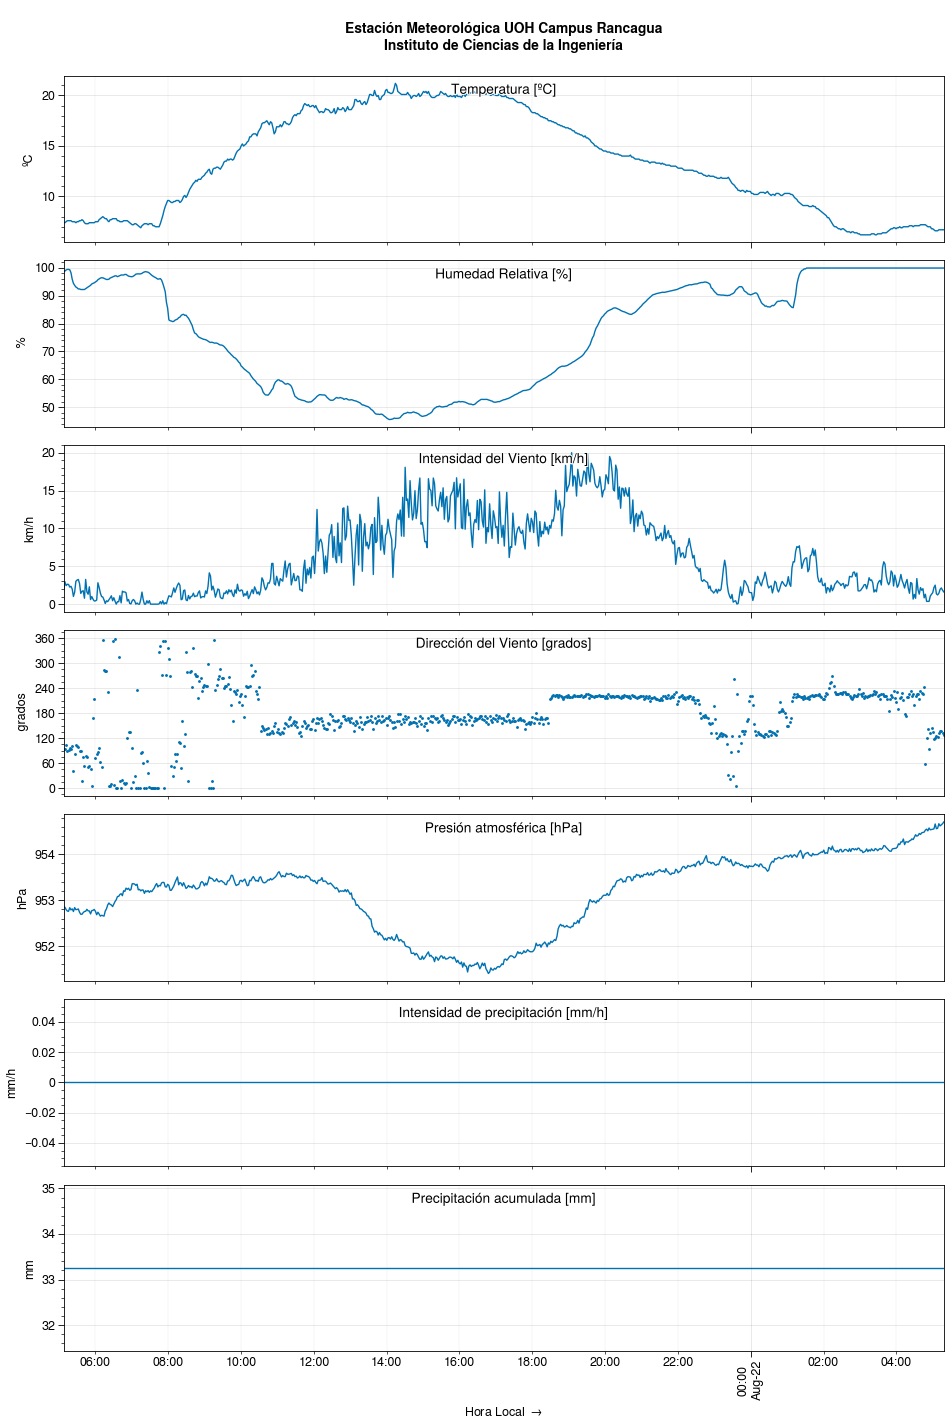 Estación Meteorológica UOH Campus Rancagua
Instituto de Ciencias de la Ingeniería
Temperatura [ºC]
20
15
10
ºC
Humedad Relativa [%]
100
90
80
70
60
50
%
Intensidad del Viento [km/h]
20
15
10
5
0
km/h
Dirección del Viento [grados]
360
300
240
180
120
60
0
grados
Presión atmosférica [hPa]
954
953
952
hPa
Intensidad de precipitación [mm/h]
0.04
0.02
0
−0.02
−0.04
mm/h
Precipitación acumulada [mm]
35
34
33
32
mm
06:00 08:00 10:00 12:00 14:00 16:00 18:00 20:00 22:00 00:00 02:00 04:00
Aug-22
Hora Local →